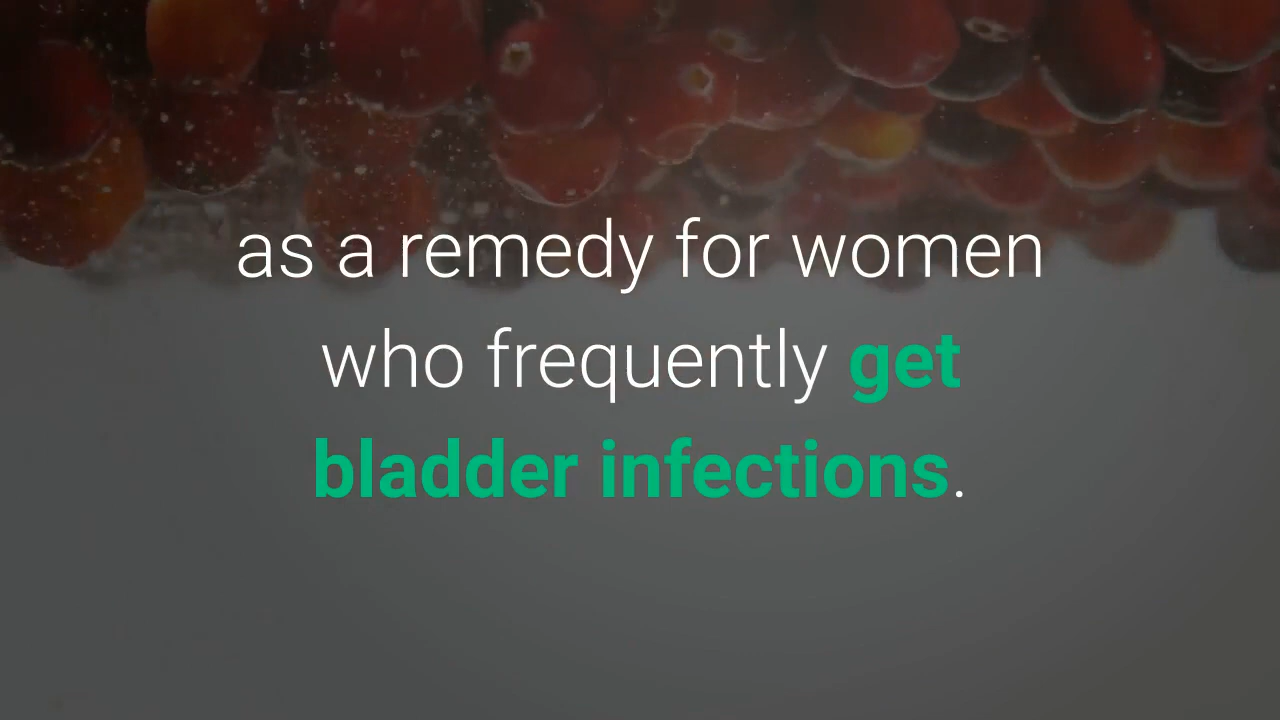 as a remedy for women
who frequently get
bladder infections.